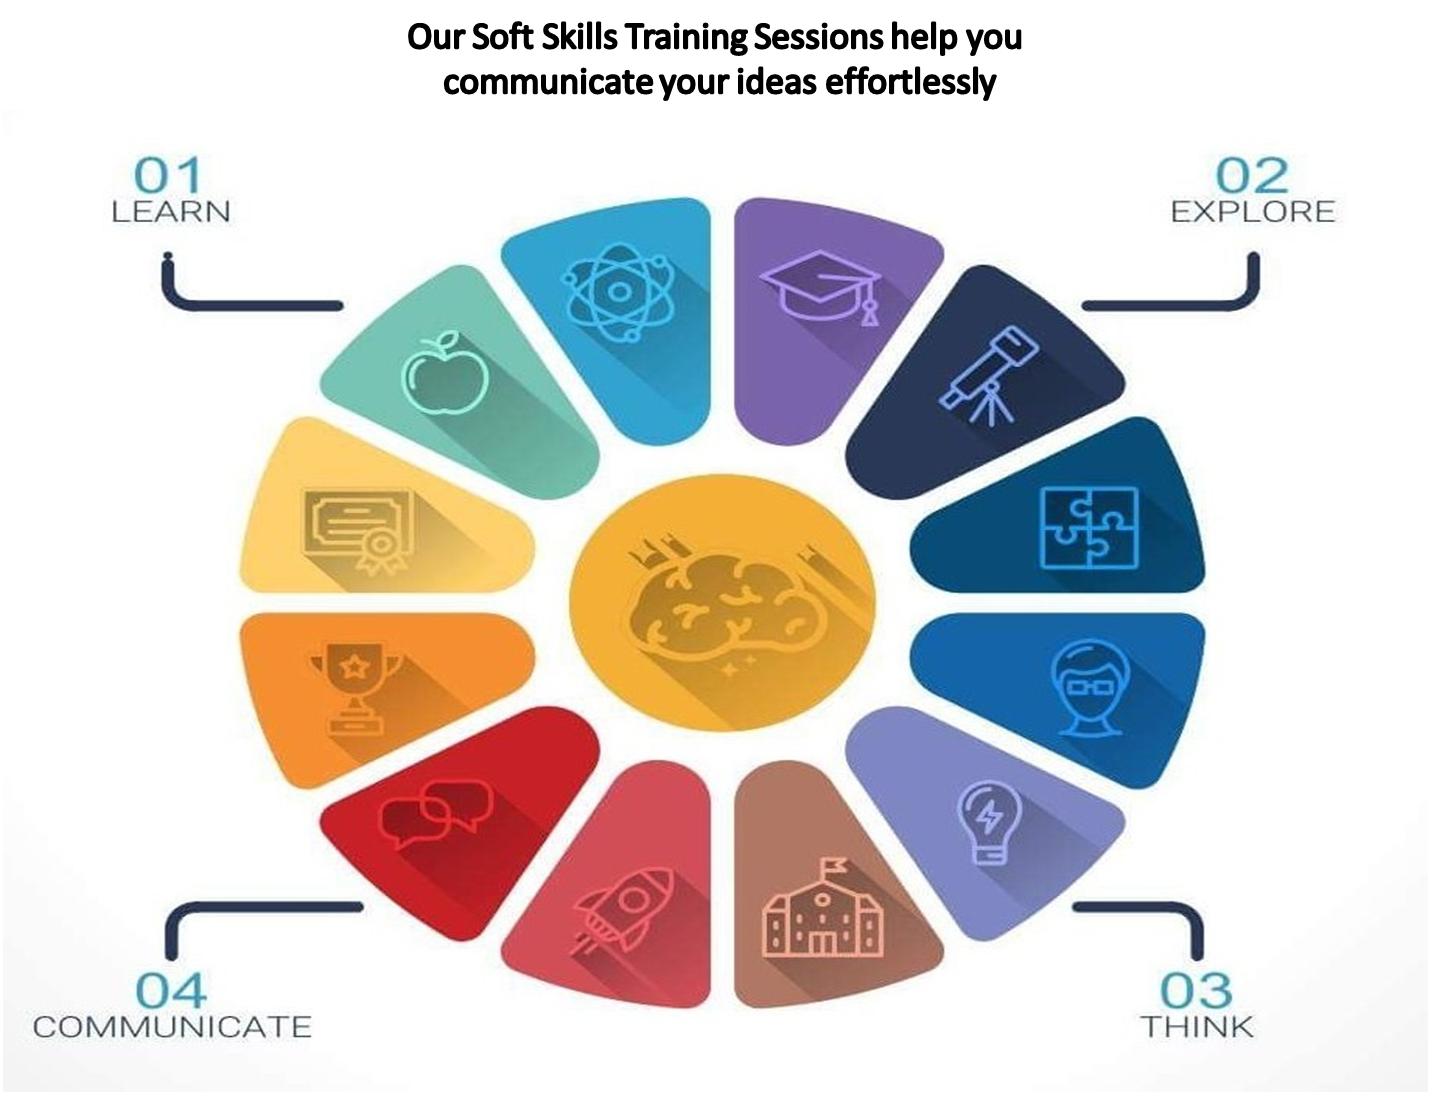 Our Soft Skills Training Sessions help you
communicate your ideas effortlessly
01
LEARN
02
EXPLORE
04
COMMUNICATE
03
THINK